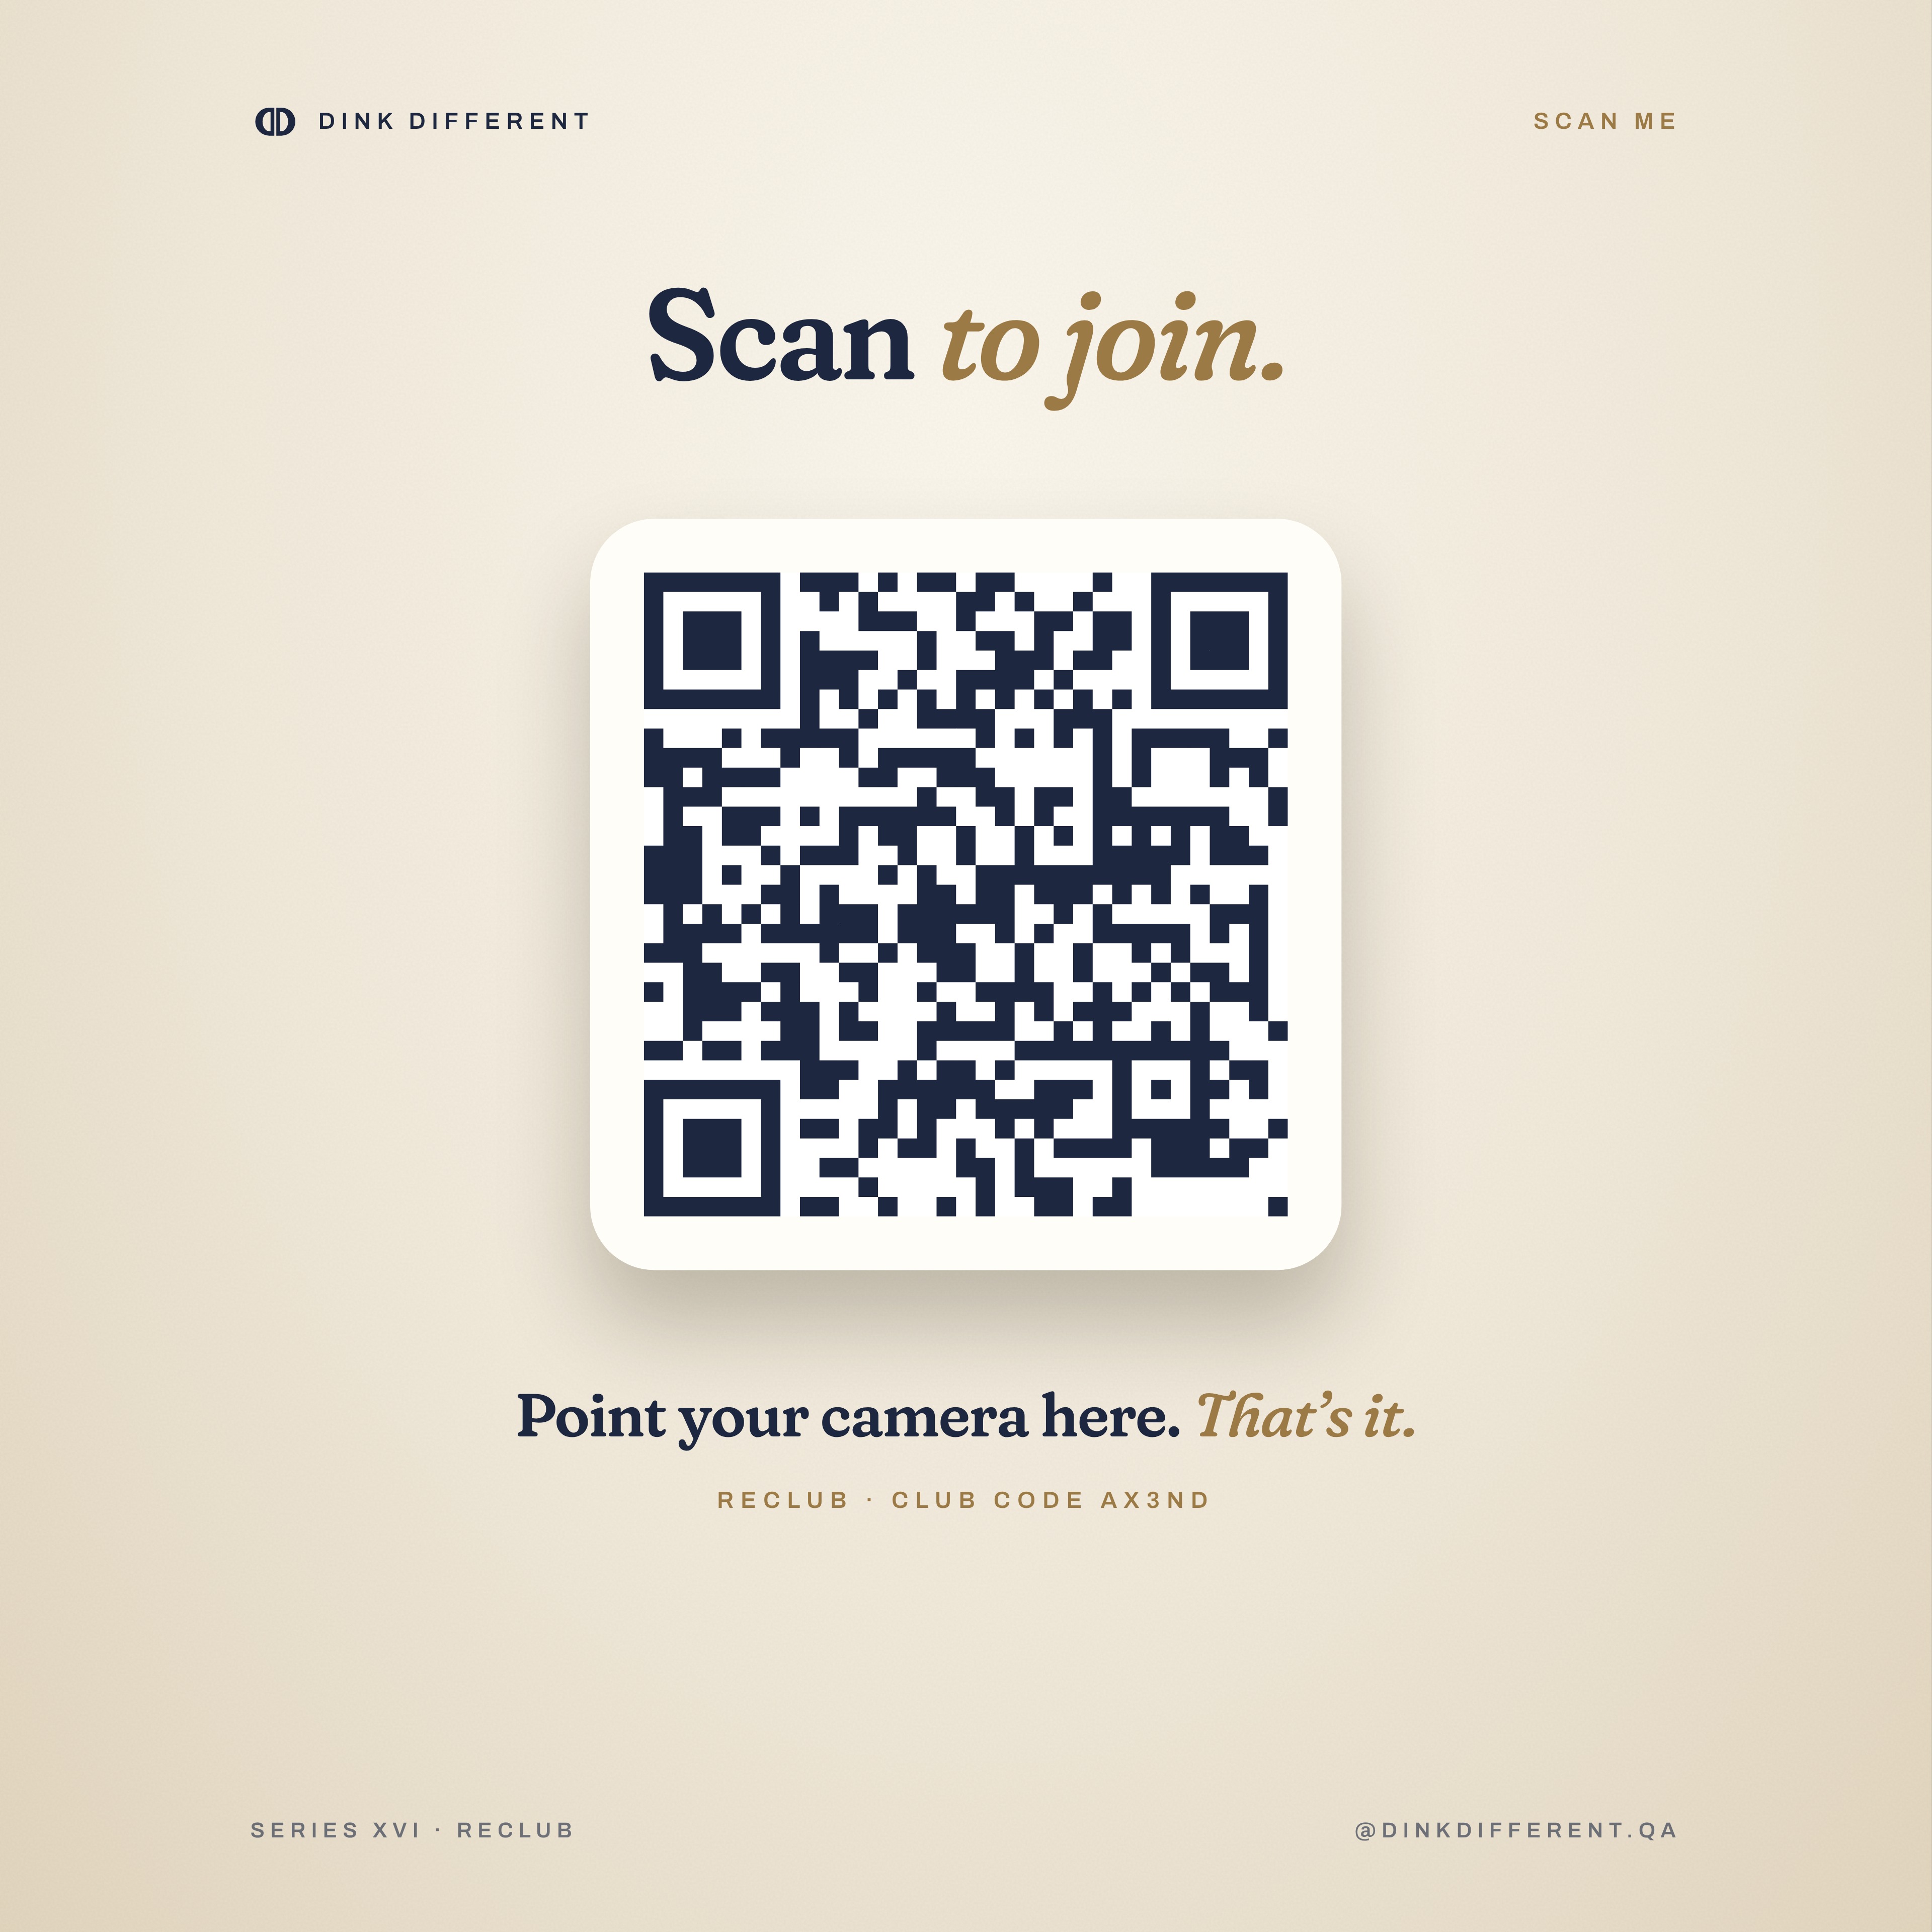 DINK DIFFERENT
SCAN ME
Scan to join.
Point your camera here. That’s it.
RECLUB · CLUB CODE AX3ND
SERIES XVI · RECLUB
@DINKDIFFERENT.QA